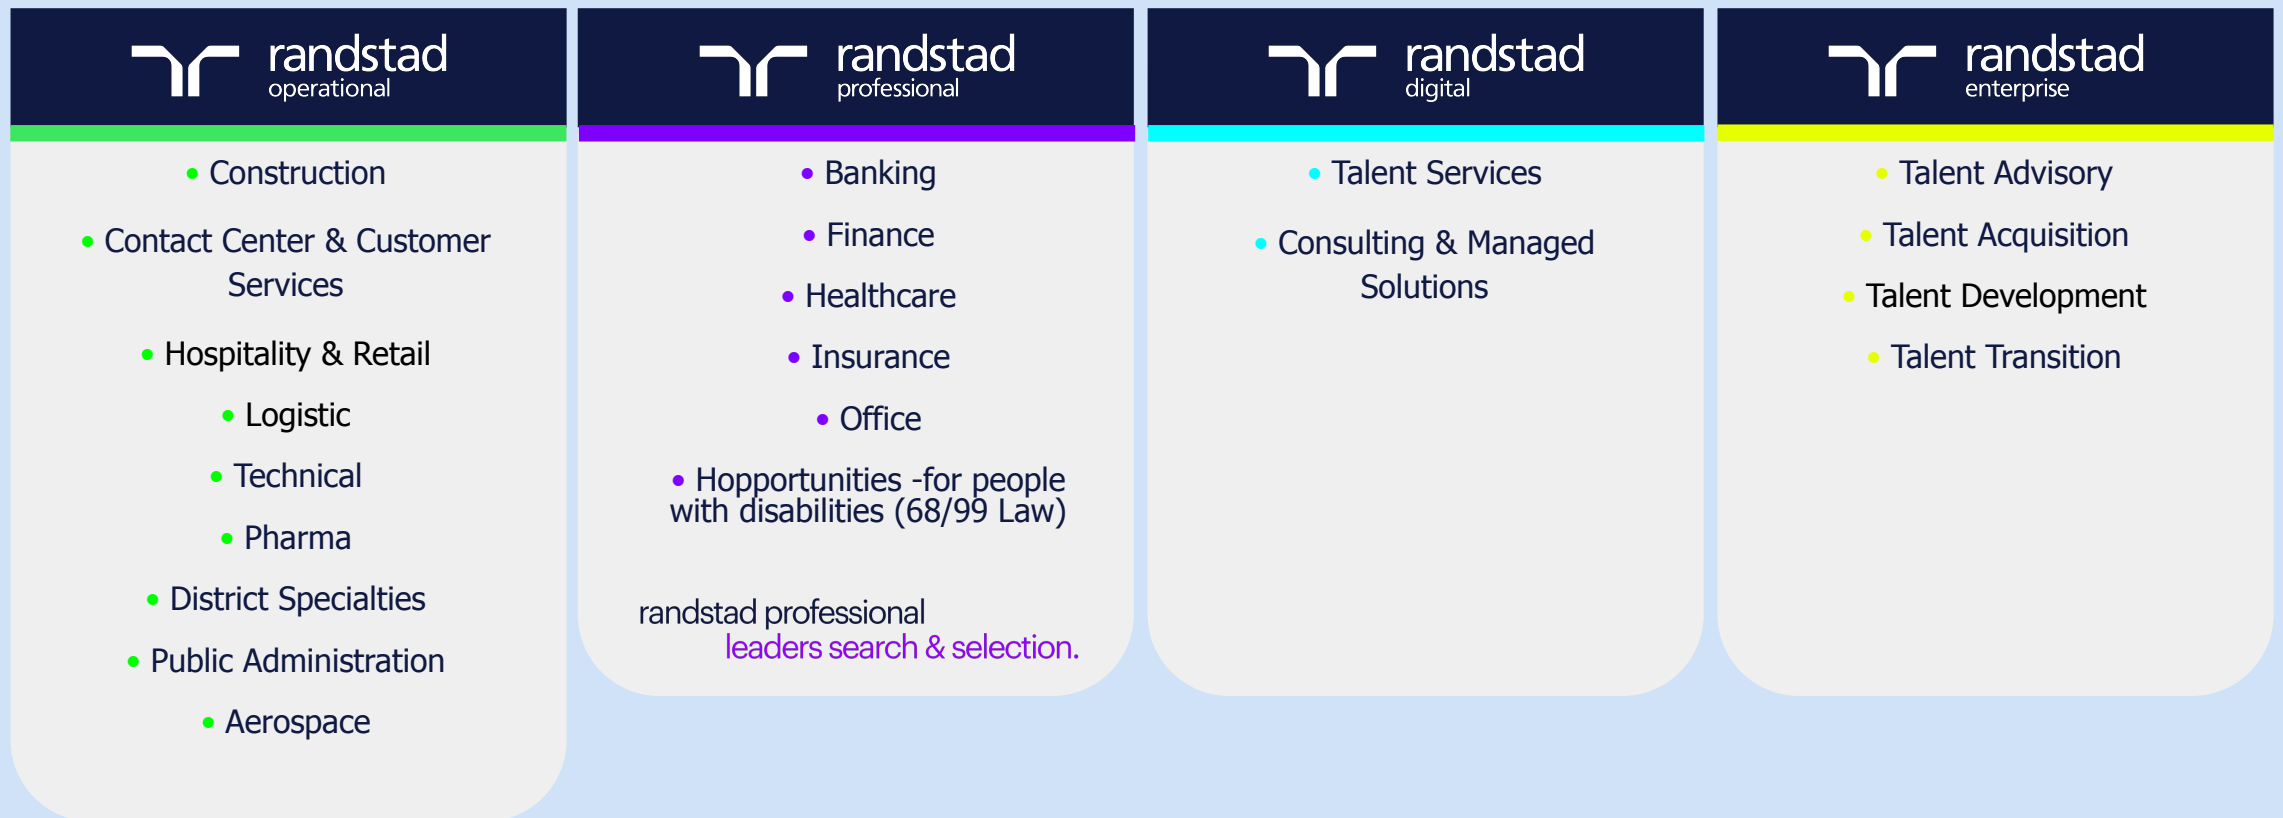 randstad
operational
• Construction
• Contact Center & Customer
Services
• Hospitality & Retail
• Logistic
• Technical
• Pharma
• District Specialties
• Public Administration
• Aerospace
randstad
professional
• Banking
• Finance
• Healthcare
• Insurance
• Office
• Hopportunities -for people
with disabilities (68/99 Law)
randstad professional
leaders search & selection.
randstad
digital
• Talent Services
• Consulting & Managed
Solutions
randstad
enterprise
• Talent Advisory
• Talent Acquisition
• Talent Development
• Talent Transition